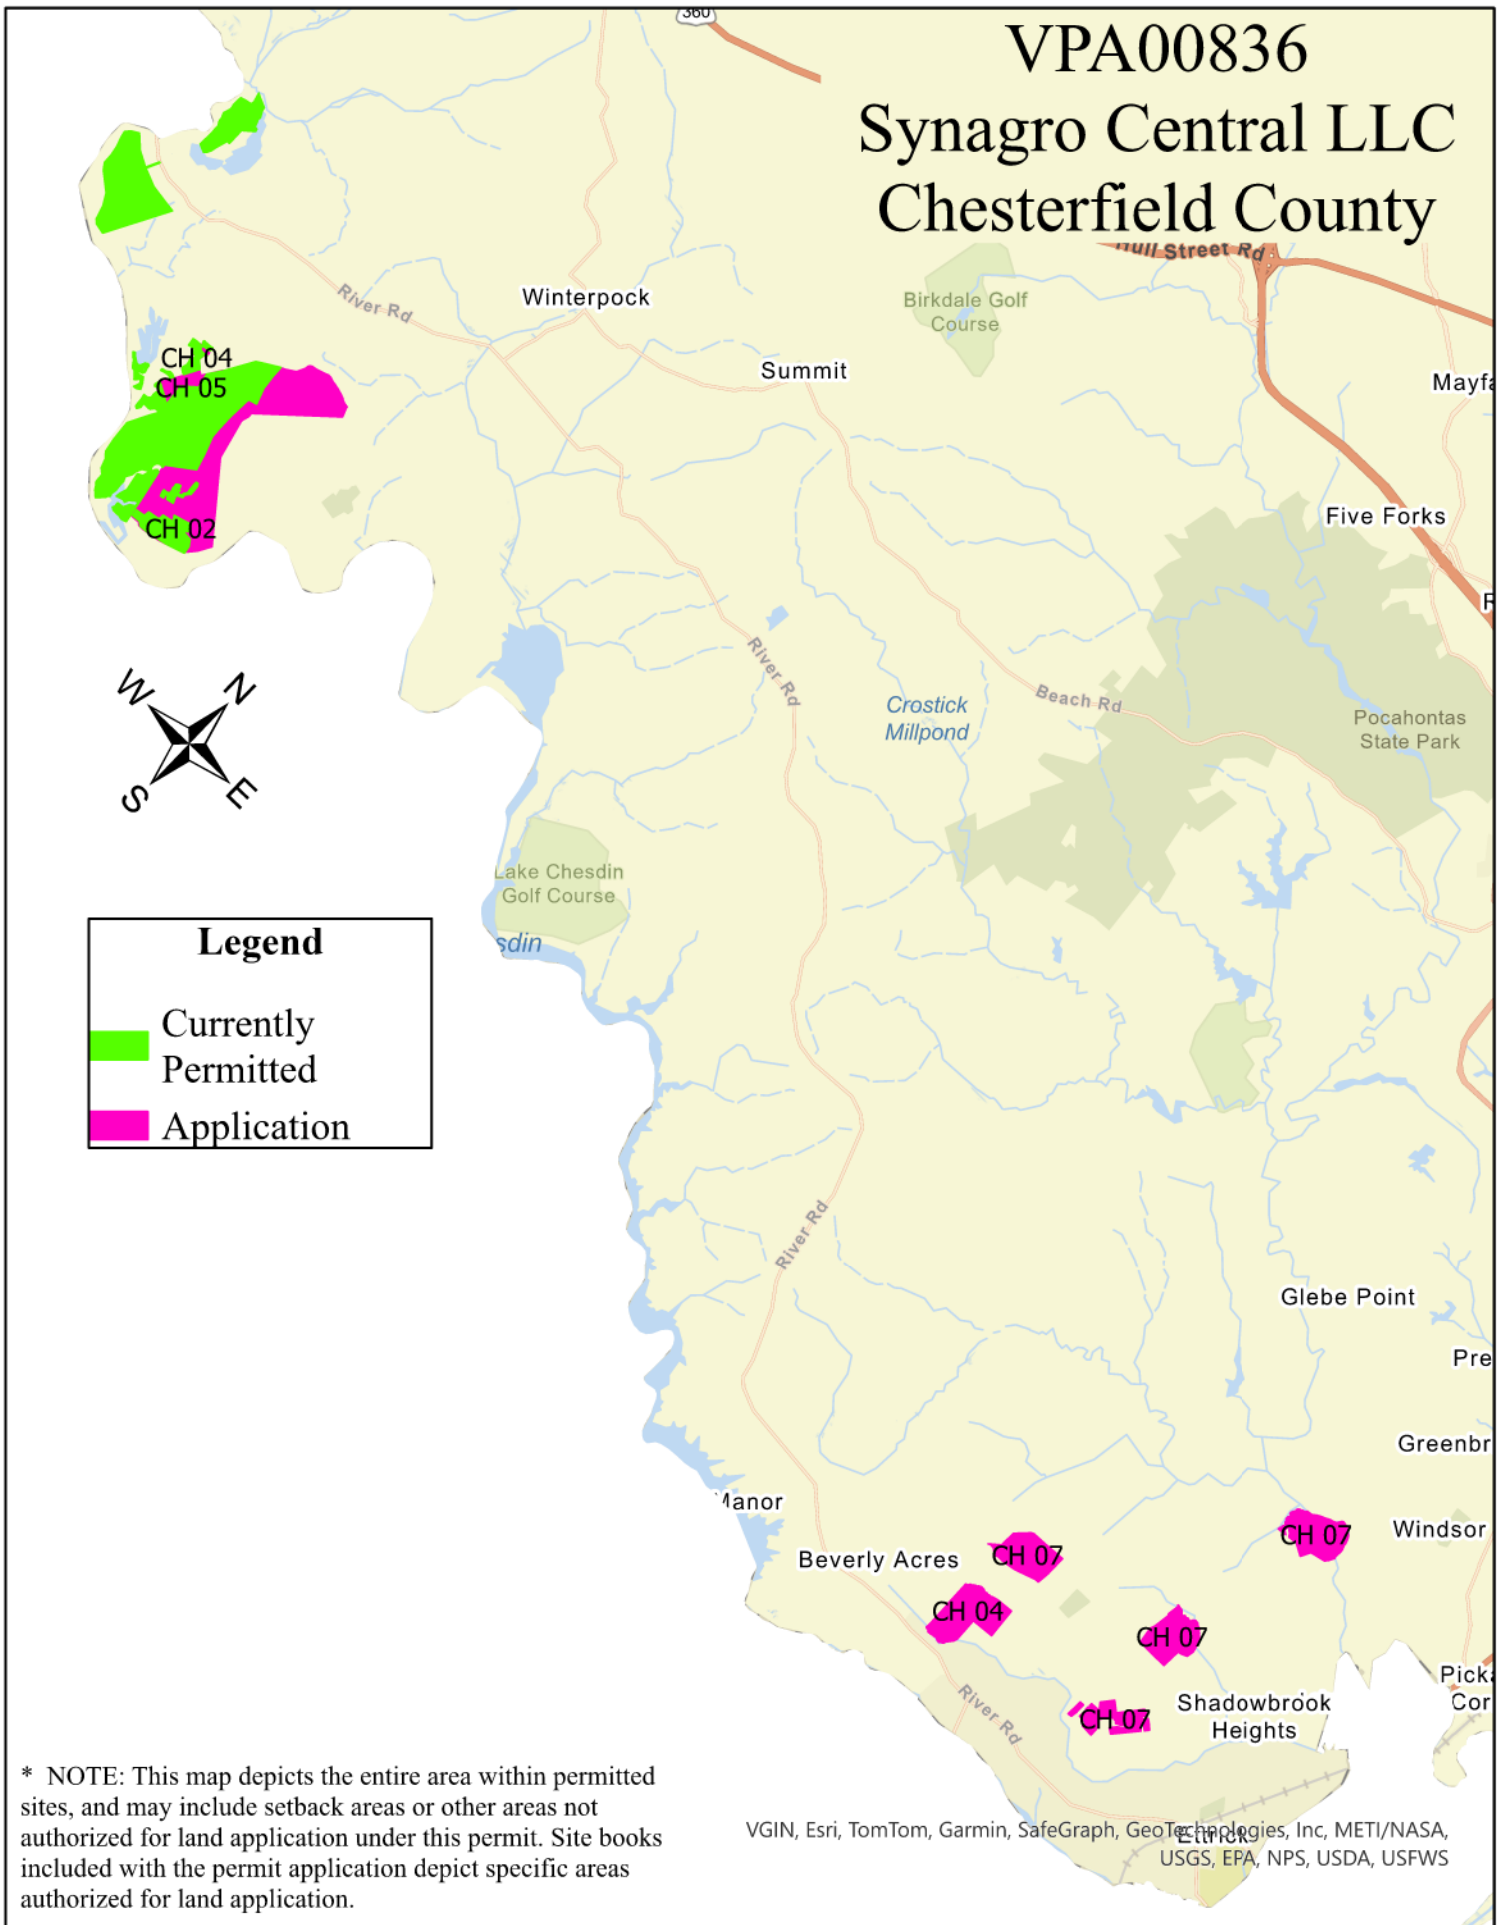 360
VPA00836
Synagro Central LLC
Chesterfield County
Hull Street Rd
Winterpock
River Rd
Birkdale Golf
Course
Summit
Mayfa
CH 04
CH 05
CH 02
Five Forks
R
W
N
S
E
River Rd
Crostick
Millpond
Beach Rd
Pocahontas
State Park
Lake Chesdin
Golf Course
sdin
Legend
Currently
Permitted
Application
River Rd
Glebe Point
Pre
Greenbr
Manor
Windsor
Beverly Acres
CH 07
CH 07
CH 04
CH 07
CH 07
River Rd
Shadowbrook
Heights
Picka
Cor
Ettrick
* NOTE: This map depicts the entire area within permitted
sites, and may include setback areas or other areas not
authorized for land application under this permit. Site books
included with the permit application depict specific areas
authorized for land application.
VGIN, Esri, TomTom, Garmin, SafeGraph, GeoTechnologies, Inc, METI/NASA,
USGS, EPA, NPS, USDA, USFWS